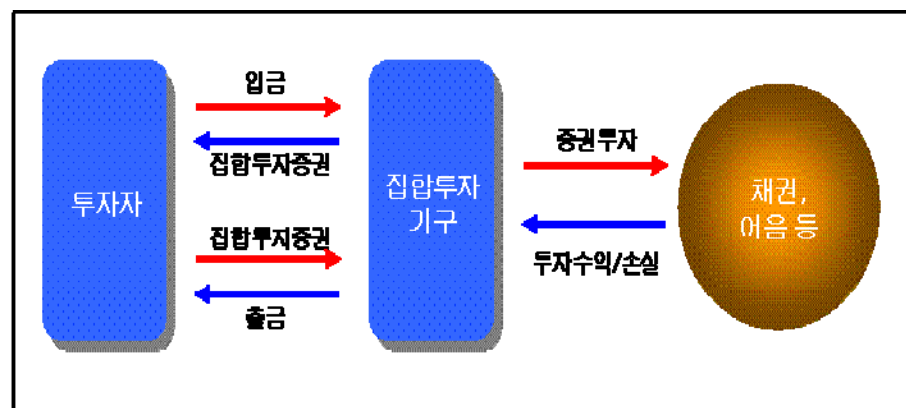 입금
집합투자증권
투자자
집합투자증권
출금
집합투자
기구
증권투자
투자수익/손실
채권,
어음 등